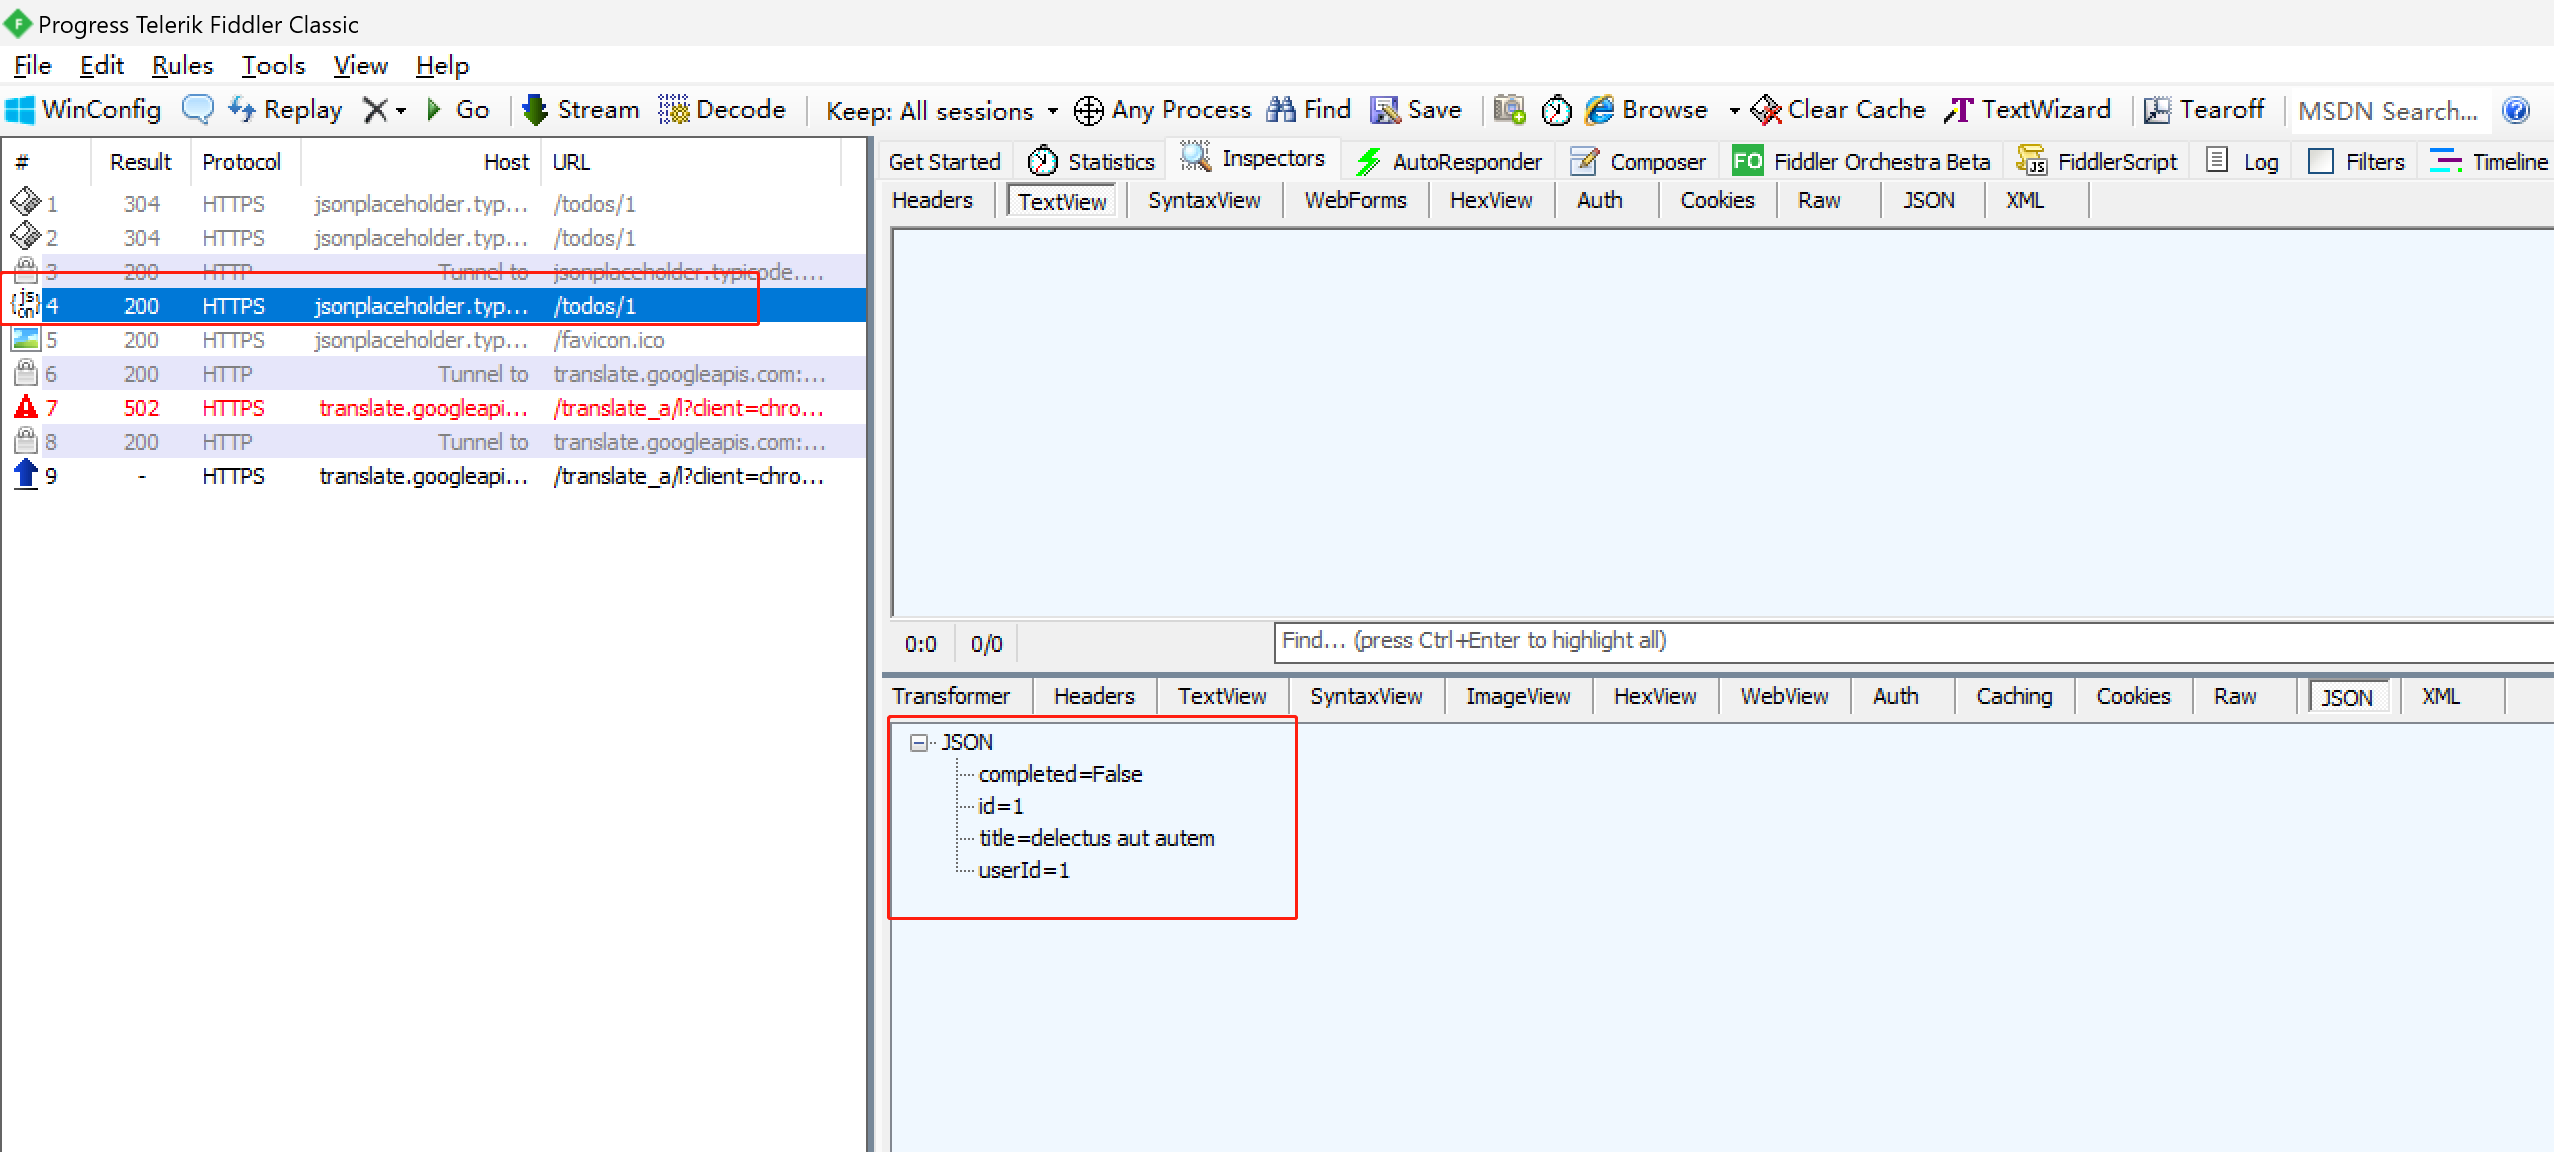 Progress Telerik Fiddler Classic
File Edit Rules Tools View Help
WinConfig Replay Go Stream Decode Keep: All sessions Any Process Find Save Browse Clear Cache TextWizard Tearoff MSDN Search...
# Result Protocol Host URL
1 304 HTTPS jsonplaceholder.typ... /todos/1
2 304 HTTPS jsonplaceholder.typ... /todos/1
3 200 HTTP Tunnel to jsonplaceholder.typicode....
4 200 HTTPS jsonplaceholder.typ... /todos/1
5 200 HTTPS jsonplaceholder.typ... /favicon.ico
6 200 HTTP Tunnel to translate.googleapis.com:...
7 502 HTTPS translate.googleapi... /translate_a/l?client=chro...
8 200 HTTP Tunnel to translate.googleapis.com:...
9 - HTTPS translate.googleapi... /translate_a/l?client=chro...
Get Started Statistics Inspectors AutoResponder Composer FO Fiddler Orchestra Beta FiddlerScript Log Filters Timeline
Headers TextView SyntaxView WebForms HexView Auth Cookies Raw JSON XML
0:0 0/0 Find... (press Ctrl+Enter to highlight all)
Transformer Headers TextView SyntaxView ImageView HexView WebView Auth Caching Cookies Raw JSON XML
JSON
completed=False
id=1
title=delectus aut autem
userId=1